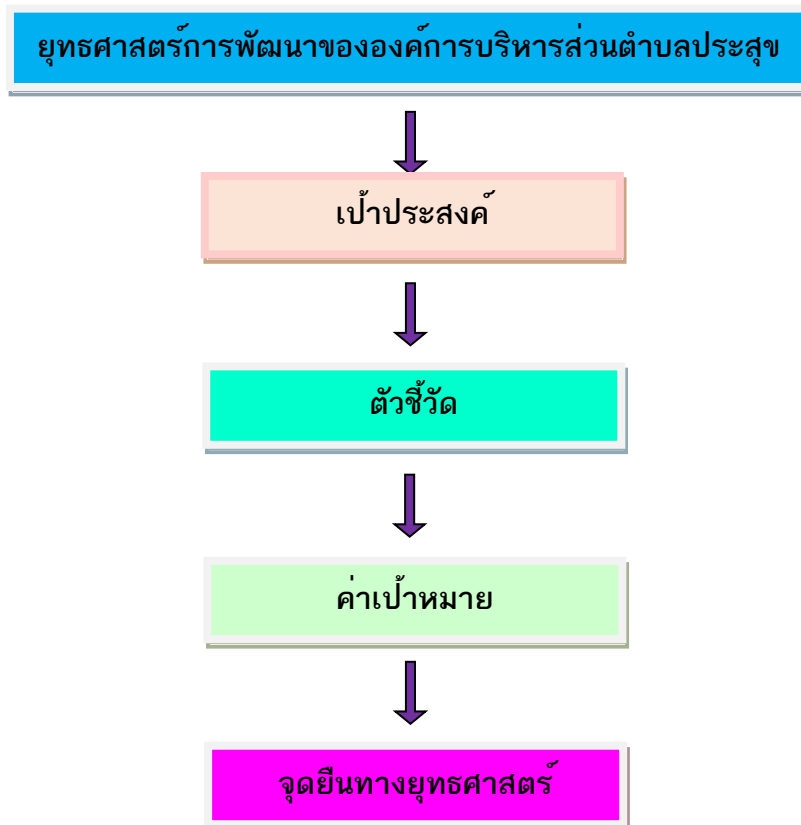 ยุทธศาสตร์การพัฒนาขององค์การบริหารส่วนตำบลประสุข
เป้าประสงค์
ตัวชี้วัด
ค่าเป้าหมาย
จุดยืนทางยุทธศาสตร์